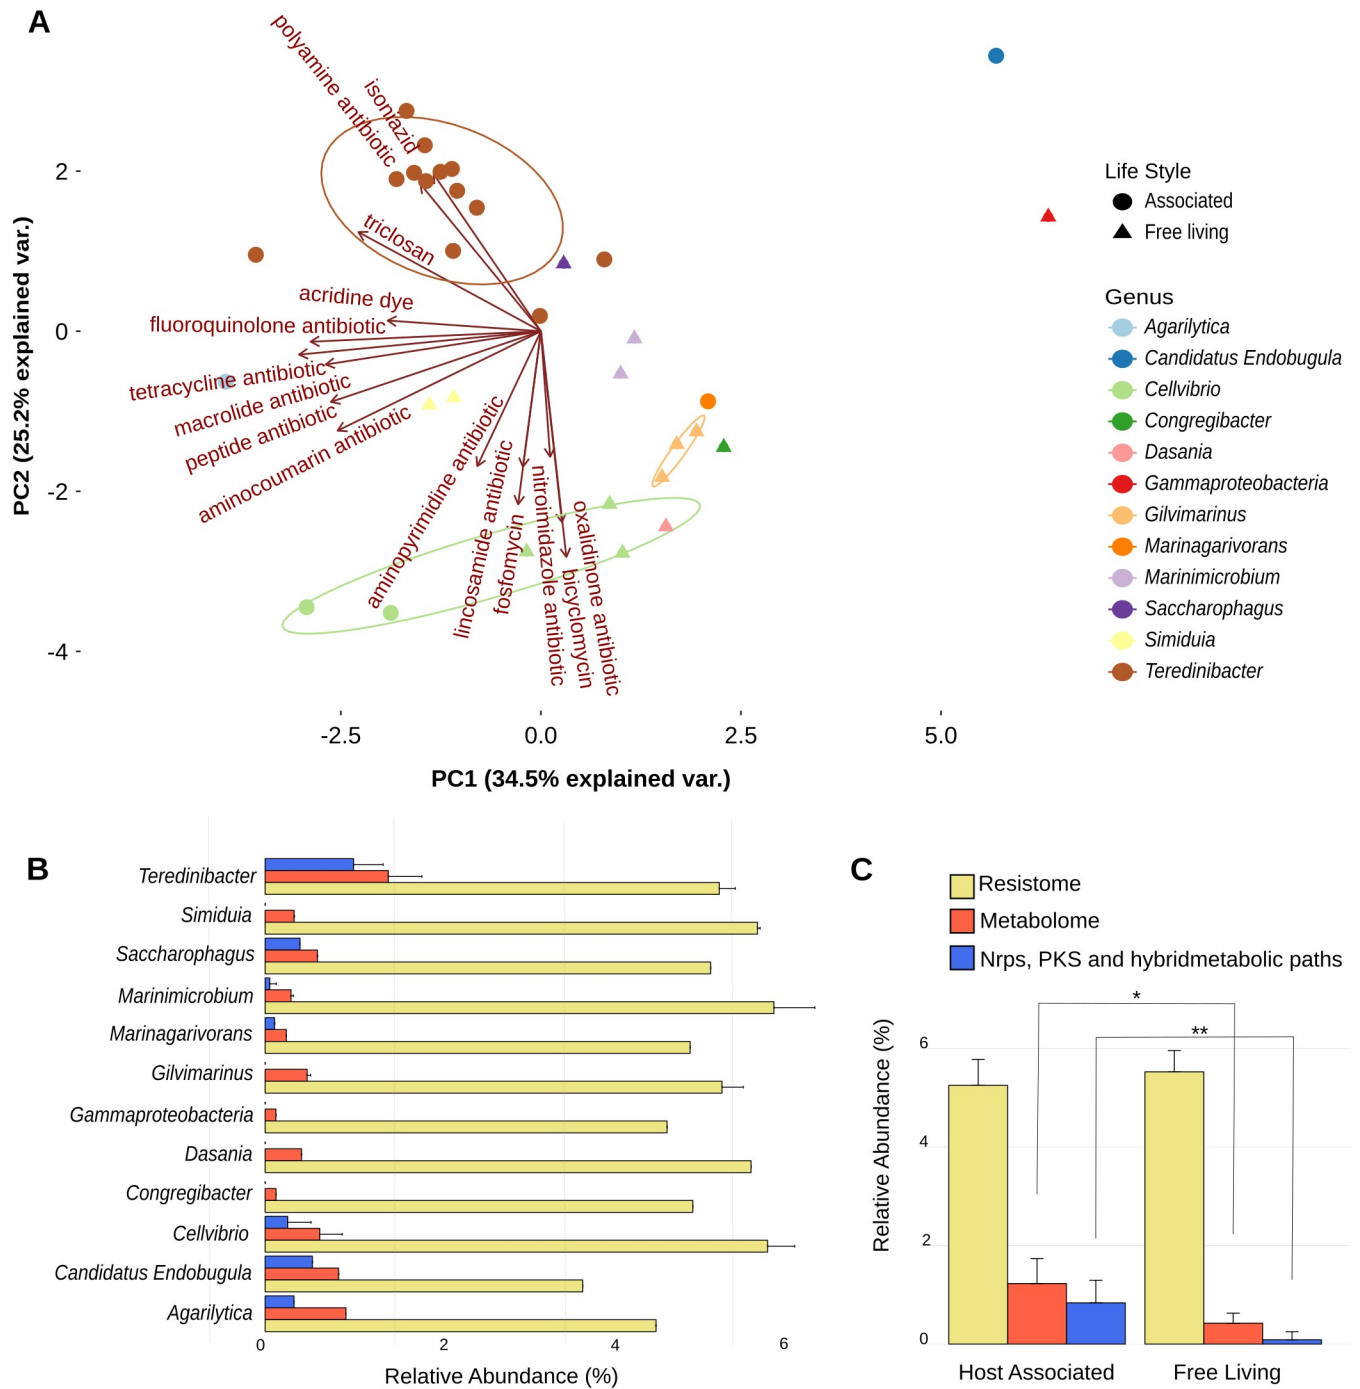 A
polyamine antibiotic
isoniazid
triclosan
acridine dye
fluoroquinolone antibiotic
tetracycline antibiotic
macrolide antibiotic
peptide antibiotic
aminocoumarin antibiotic
aminopyrimidine antibiotic
lincosamide antibiotic
fosfomycin
nitroimidazole antibiotic
bicyclomycin
oxalidinone antibiotic
PC2 (25.2% explained var.)
2
0
-2
-4
-2.5
0.0
2.5
5.0
PC1 (34.5% explained var.)
Life Style
Associated
Free living
Genus
Agarilytica
Candidatus Endobugula
Cellvibrio
Congregibacter
Dasania
Gammaproteobacteria
Gilvimarinus
Marinagarivorans
Marinimicrobium
Saccharophagus
Simiduia
Teredinibacter
B
Teredinibacter
Simiduia
Saccharophagus
Marinimicrobium
Marinagarivorans
Gilvimarinus
Gammaproteobacteria
Dasania
Congregibacter
Cellvibrio
Candidatus Endobugula
Agarilytica
0
2
4
6
Relative Abundance (%)
C
Resistome
Metabolome
Nrps, PKS and hybridmetabolic paths
*
**
Relative Abundance (%)
6
4
2
0
Host Associated
Free Living